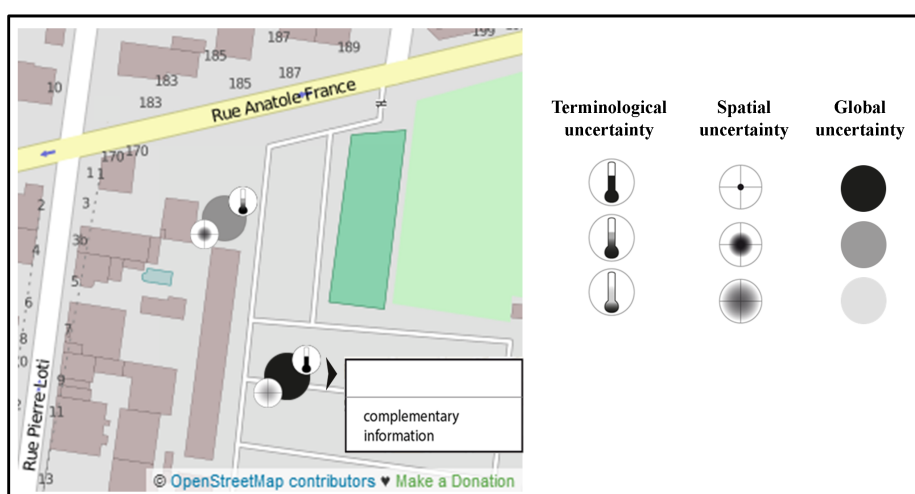 187
199
185
189
183
185
187
10
183
Rue Anatole France
≠
170
170
1
1
2
3
4
3b
5
6
7
8
9
11
13
Rue Pierre Loti
complementary
information
© OpenStreetMap contributors ♥ Make a Donation
Terminological
uncertainty
Spatial
uncertainty
Global
uncertainty